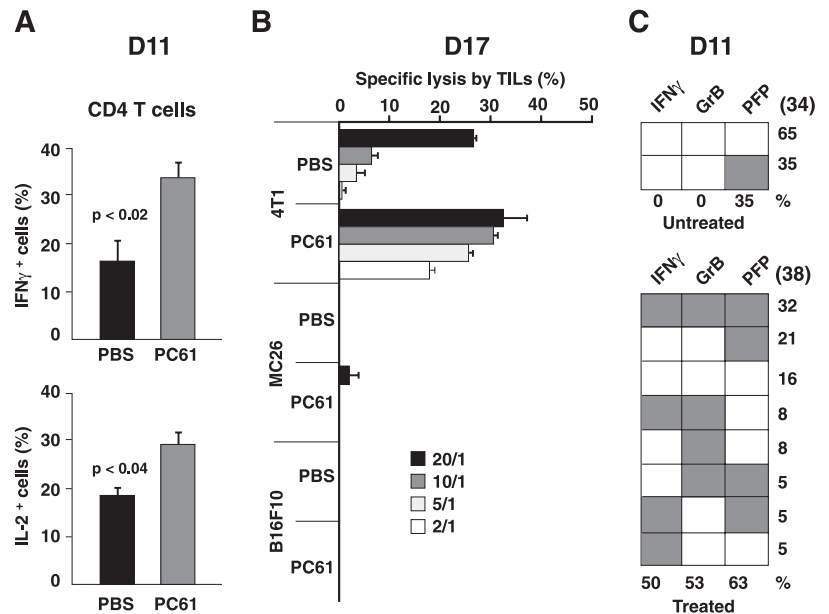 A
D11
CD4 T cells
IFNγ + cells (%)
40
30
20
10
0
p < 0.02
PBS PC61
IL-2 + cells (%)
40
30
20
10
0
p < 0.04
PBS PC61
B
D17
Specific lysis by TILs (%)
0 10 20 30 40 50
4T1
PBS
PC61
MC26
PBS
PC61
B16F10
PBS
PC61
20/1
10/1
5/1
2/1
C
D11
IFNγ GrB PFP (34)
65
35
0 0 35 %
Untreated
IFNγ GrB PFP (38)
32
21
16
8
8
5
5
5
50 53 63 %
Treated